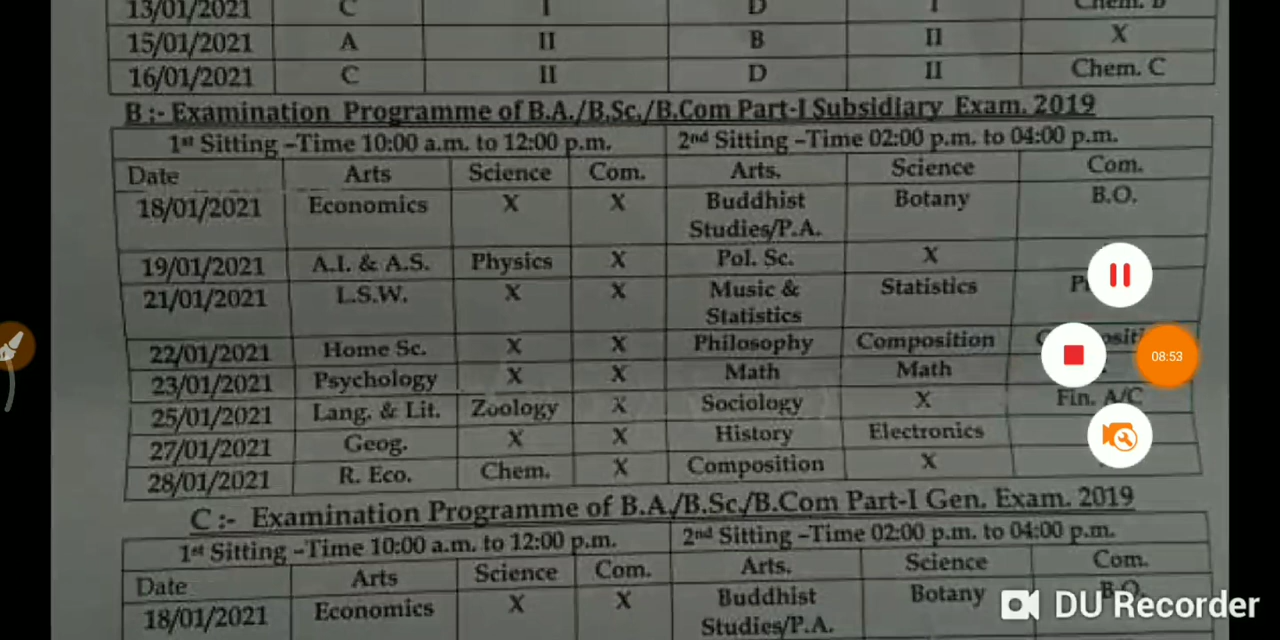 13/01/2021 C I D I Chem. B
15/01/2021 A II B II X
16/01/2021 C II D II Chem. C
B :- Examination Programme of B.A./B.Sc./B.Com Part-I Subsidiary Exam. 2019
1st Sitting –Time 10:00 a.m. to 12:00 p.m. 2nd Sitting –Time 02:00 p.m. to 04:00 p.m.
Date Arts Science Com. Arts. Science Com.
18/01/2021 Economics X X Buddhist Botany B.O.
Studies/P.A.
19/01/2021 A.I. & A.S. Physics X Pol. Sc. X
21/01/2021 L.S.W. X X Music & Statistics
Statistics
22/01/2021 Home Sc. X X Philosophy Composition
23/01/2021 Psychology X X Math Math
08:53
25/01/2021 Lang. & Lit. Zoology X Sociology X Fin. A/C
27/01/2021 Geog. X X History Electronics
28/01/2021 R. Eco. Chem. X Composition X
C :- Examination Programme of B.A./B.Sc./B.Com Part-I Gen. Exam. 2019
1st Sitting –Time 10:00 a.m. to 12:00 p.m. 2nd Sitting –Time 02:00 p.m. to 04:00 p.m.
Date Arts Science Com. Arts. Science Com.
18/01/2021 Economics X X Buddhist Botany B.O.
Studies/P.A.
DU Recorder